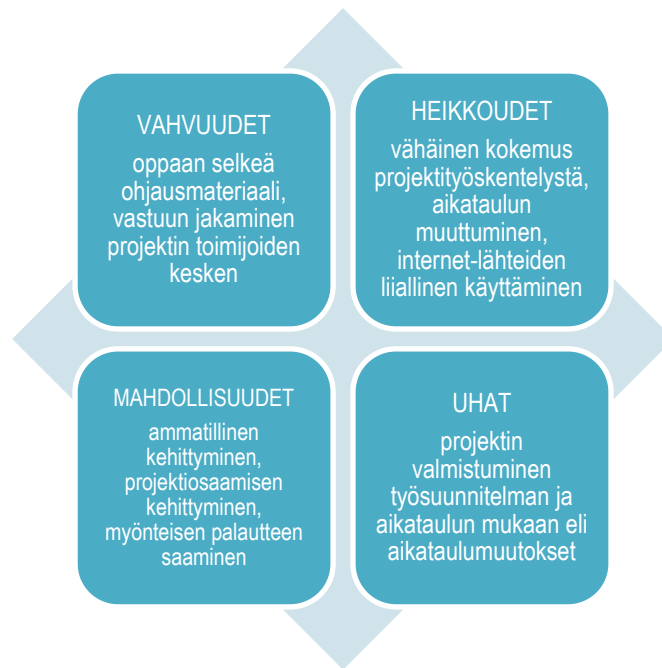 VAHVUUDET
oppaan selkeä
ohjausmateriaali,
vastuun jakaminen
projektin toimijoiden
kesken
HEIKKOUDET
vähäinen kokemus
projektityöskentelystä,
aikataulun
muuttuminen,
internet-lähteiden
liiallinen käyttäminen
MAHDOLLISUUDET
ammatillinen
kehittyminen,
projektiosaamisen
kehittyminen,
myönteisen palautteen
saaminen
UHAT
projektin
valmistuminen
työsuunnitelman ja
aikataulun mukaan eli
aikataulumuutokset